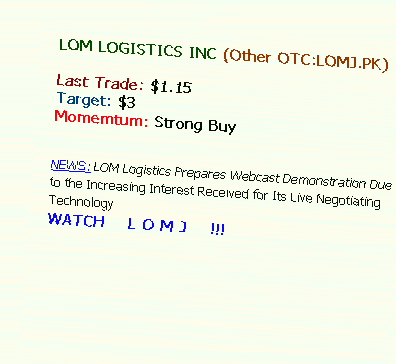 LOM LOGISTICS INC (Other OTC:LOMJ.PK)
Last Trade: $1.15
Target: $3
Momemtum: Strong Buy
NEWS: LOM Logistics Prepares Webcast Demonstration Due
to the Increasing Interest Received for Its Live Negotiating
Technology
WATCH L O M J !!!